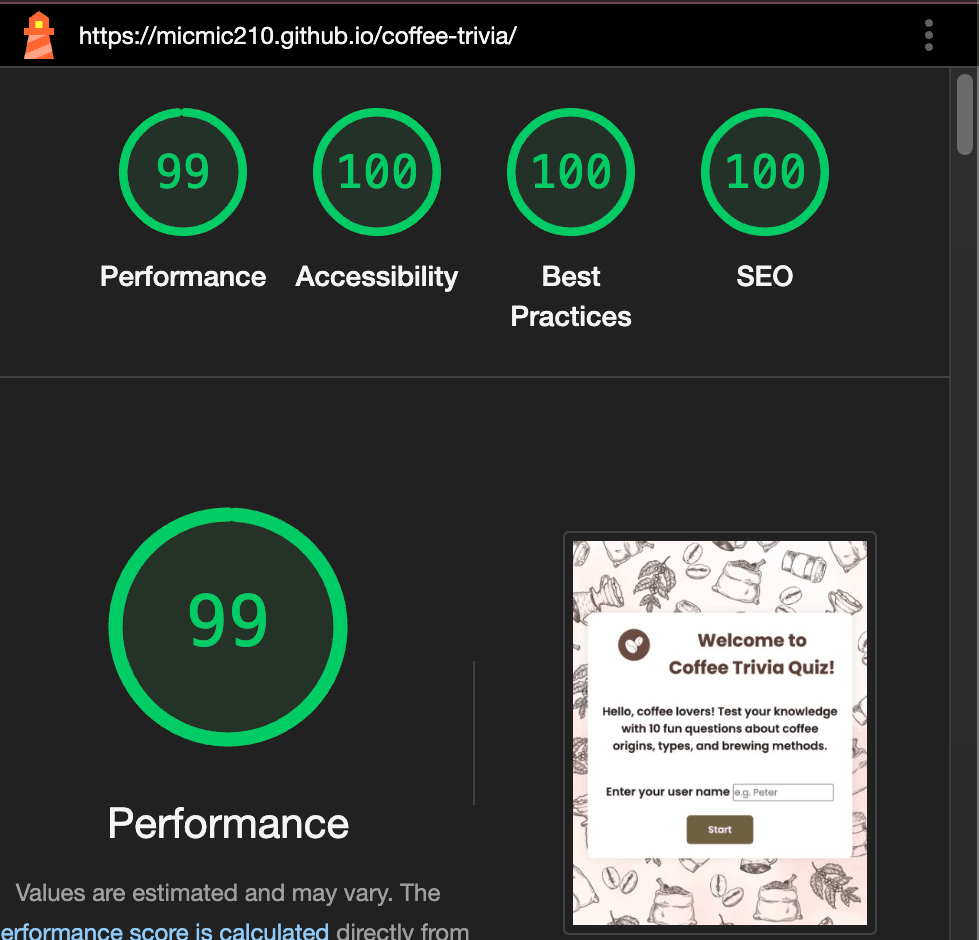 https://micmic210.github.io/coffee-trivia/
99
100
100
100
Performance
Accessibility
Best
Practices
SEO
99
Performance
Values are estimated and may vary. The
erformance score is calculated directly from
Welcome to
Coffee Trivia Quiz!
Hello, coffee lovers! Test your knowledge
with 10 fun questions about coffee
origins, types, and brewing methods.
Enter your user name e.g. Peter
Start